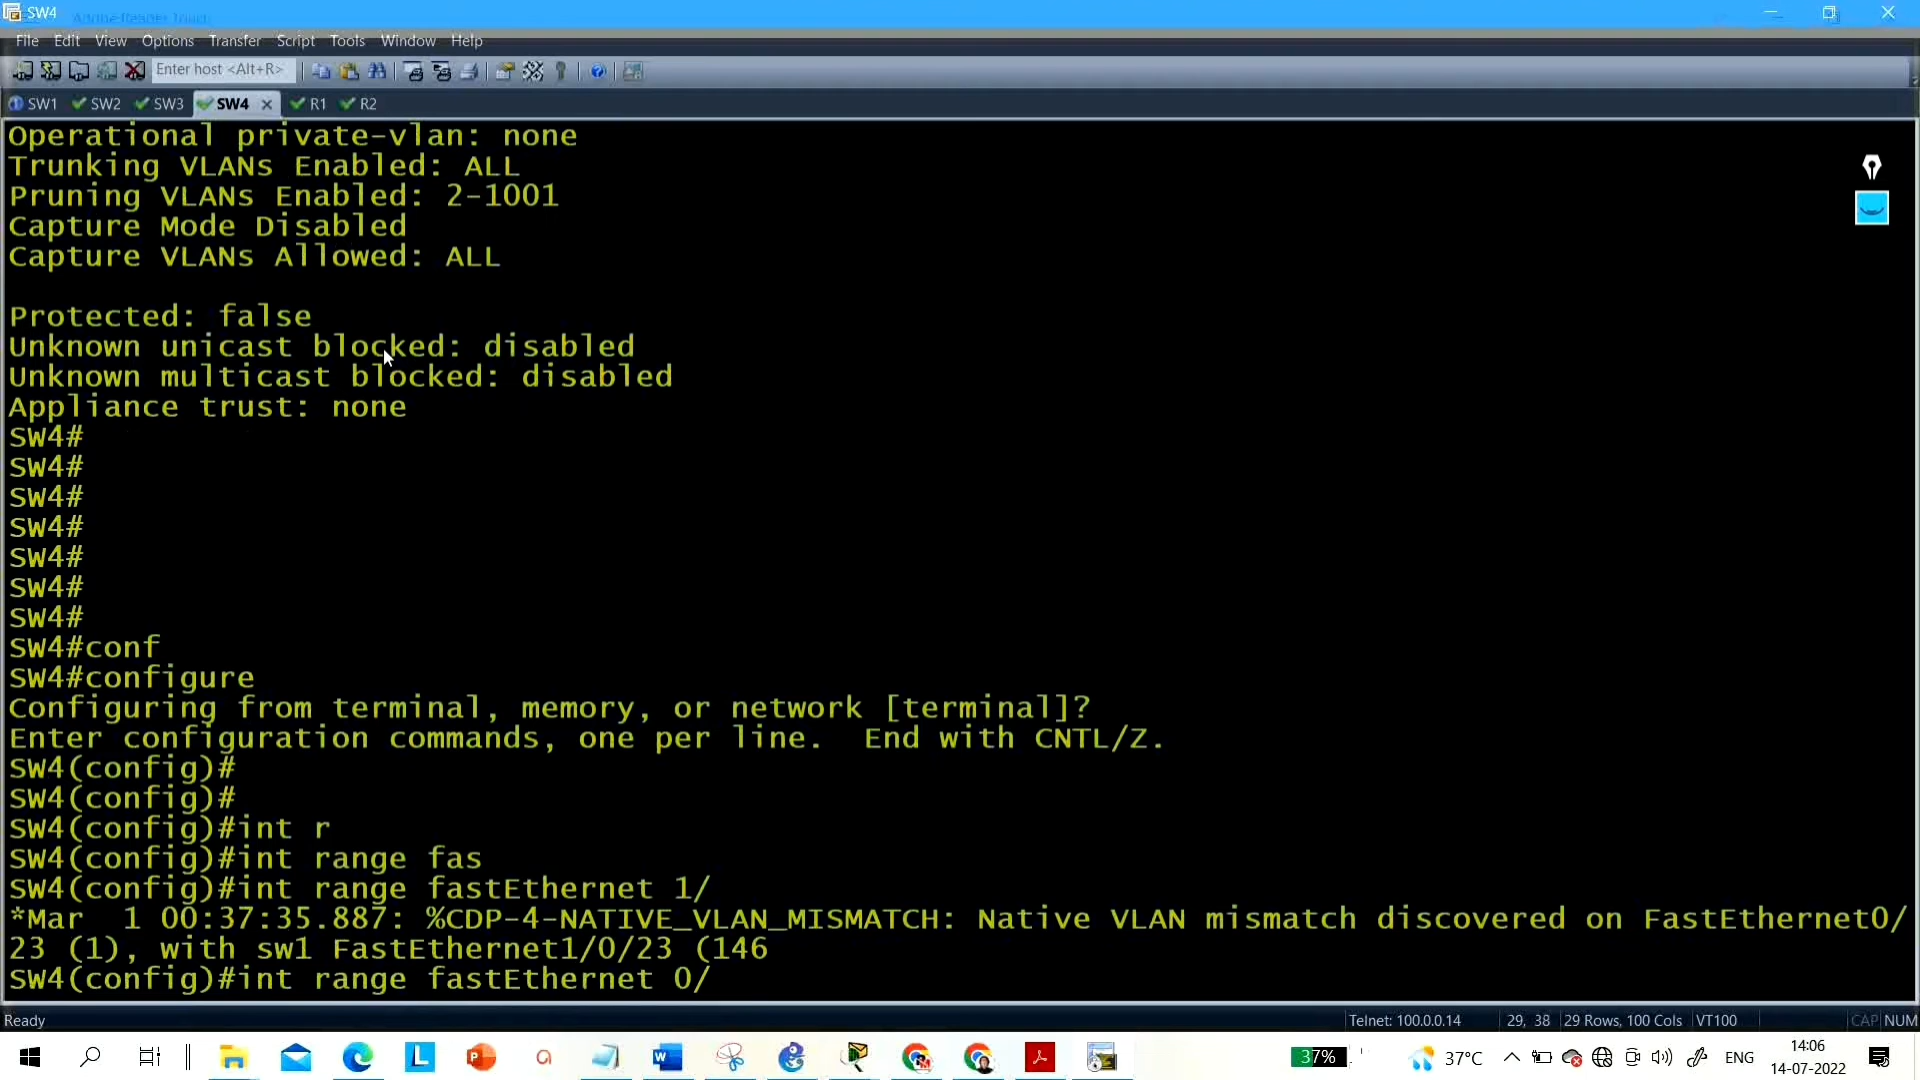 SW4
File Edit View Options Transfer Script Tools Window Help
Enter host <Alt+R>
SW1 SW2 SW3 SW4 R1 R2
Operational private-vlan: none
Trunking VLANs Enabled: ALL
Pruning VLANs Enabled: 2-1001
Capture Mode Disabled
Capture VLANs Allowed: ALL
Protected: false
Unknown unicast blocked: disabled
Unknown multicast blocked: disabled
Appliance trust: none
SW4#
SW4#
SW4#
SW4#
SW4#
SW4#
SW4#
SW4#conf
SW4#configure
Configuring from terminal, memory, or network [terminal]?
Enter configuration commands, one per line.  End with CNTL/Z.
SW4(config)#
SW4(config)#
SW4(config)#int r
SW4(config)#int range fas
SW4(config)#int range fastEthernet 1/
*Mar  1 00:37:35.887: %CDP-4-NATIVE_VLAN_MISMATCH: Native VLAN mismatch discovered on FastEthernet0/
23 (1), with sw1 FastEthernet1/0/23 (146
SW4(config)#int range fastEthernet 0/
Ready Telnet: 100.0.0.14 29, 38 29 Rows, 100 Cols VT100 CAP NUM
37% 37°C ENG 14:06
14-07-2022